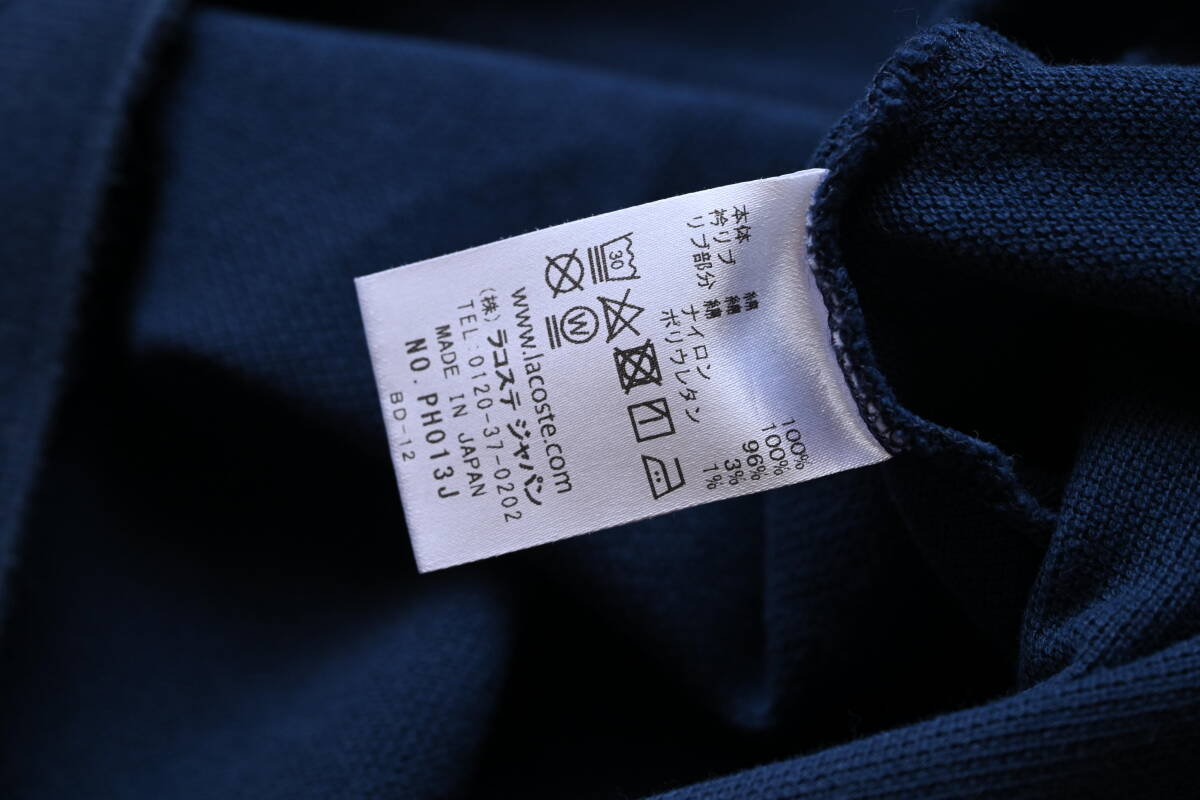 本体 綿 100%
衿リブ 綿 100%
リブ部分 綿 96%
ナイロン 3%
ポリウレタン 1%
30
W
www.lacoste.com
(株)ラコステ ジャパン
TEL:0120-37-0202
MADE IN JAPAN
NO. PH013J
BD-12